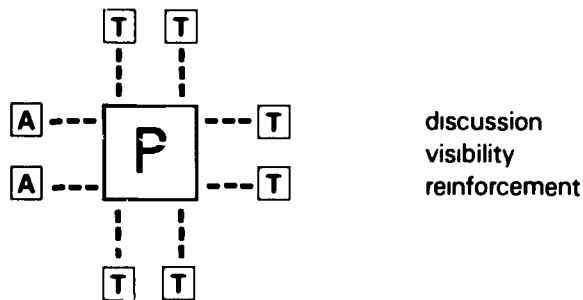 T T
A T
P
A T
T T
discussion
visibility
reinforcement